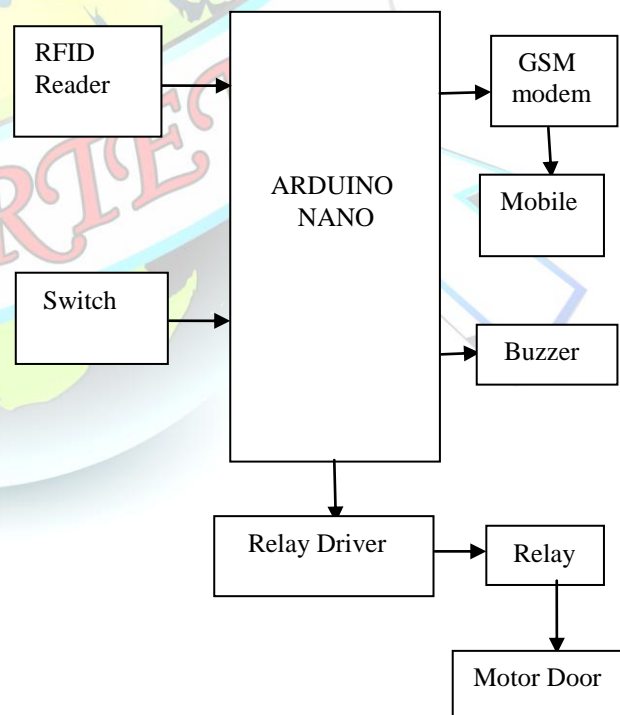 RFID
Reader
GSM
modem
ARDUINO
NANO
Mobile
Switch
Buzzer
Relay Driver
Relay
Motor Door